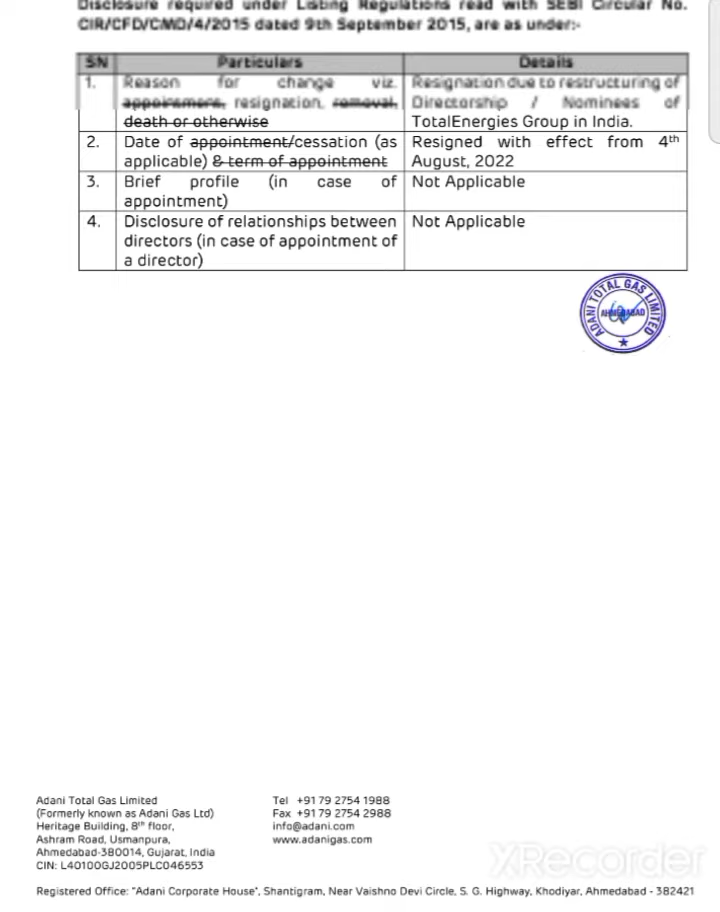 Disclosure required under Listing Regulations read with SEBI Circular No.
CIR/CFD/CMD/4/2015 dated 9th September 2015, are as under:-
SN Particulars Details
1. Reason for change viz. Resignation due to restructuring of
appointment, resignation, removal, Directorship / Nominees of
death or otherwise TotalEnergies Group in India.
2. Date of appointment/cessation (as Resigned with effect from 4th
applicable) & term of appointment August, 2022
3. Brief profile (in case of Not Applicable
appointment)
4. Disclosure of relationships between Not Applicable
directors (in case of appointment of
a director)
ADANI TOTAL GAS LIMITED
AHMEDABAD
Adani Total Gas Limited Tel +91 79 2754 1988
(Formerly known as Adani Gas Ltd) Fax +91 79 2754 2988
Heritage Building, 8th floor, info@adani.com
Ashram Road, Usmanpura, www.adanigas.com
Ahmedabad-380014, Gujarat, India
CIN: L40100GJ2005PLC046553
XRecorder
Registered Office: "Adani Corporate House", Shantigram, Near Vaishno Devi Circle, S. G. Highway, Khodiyar, Ahmedabad - 382421